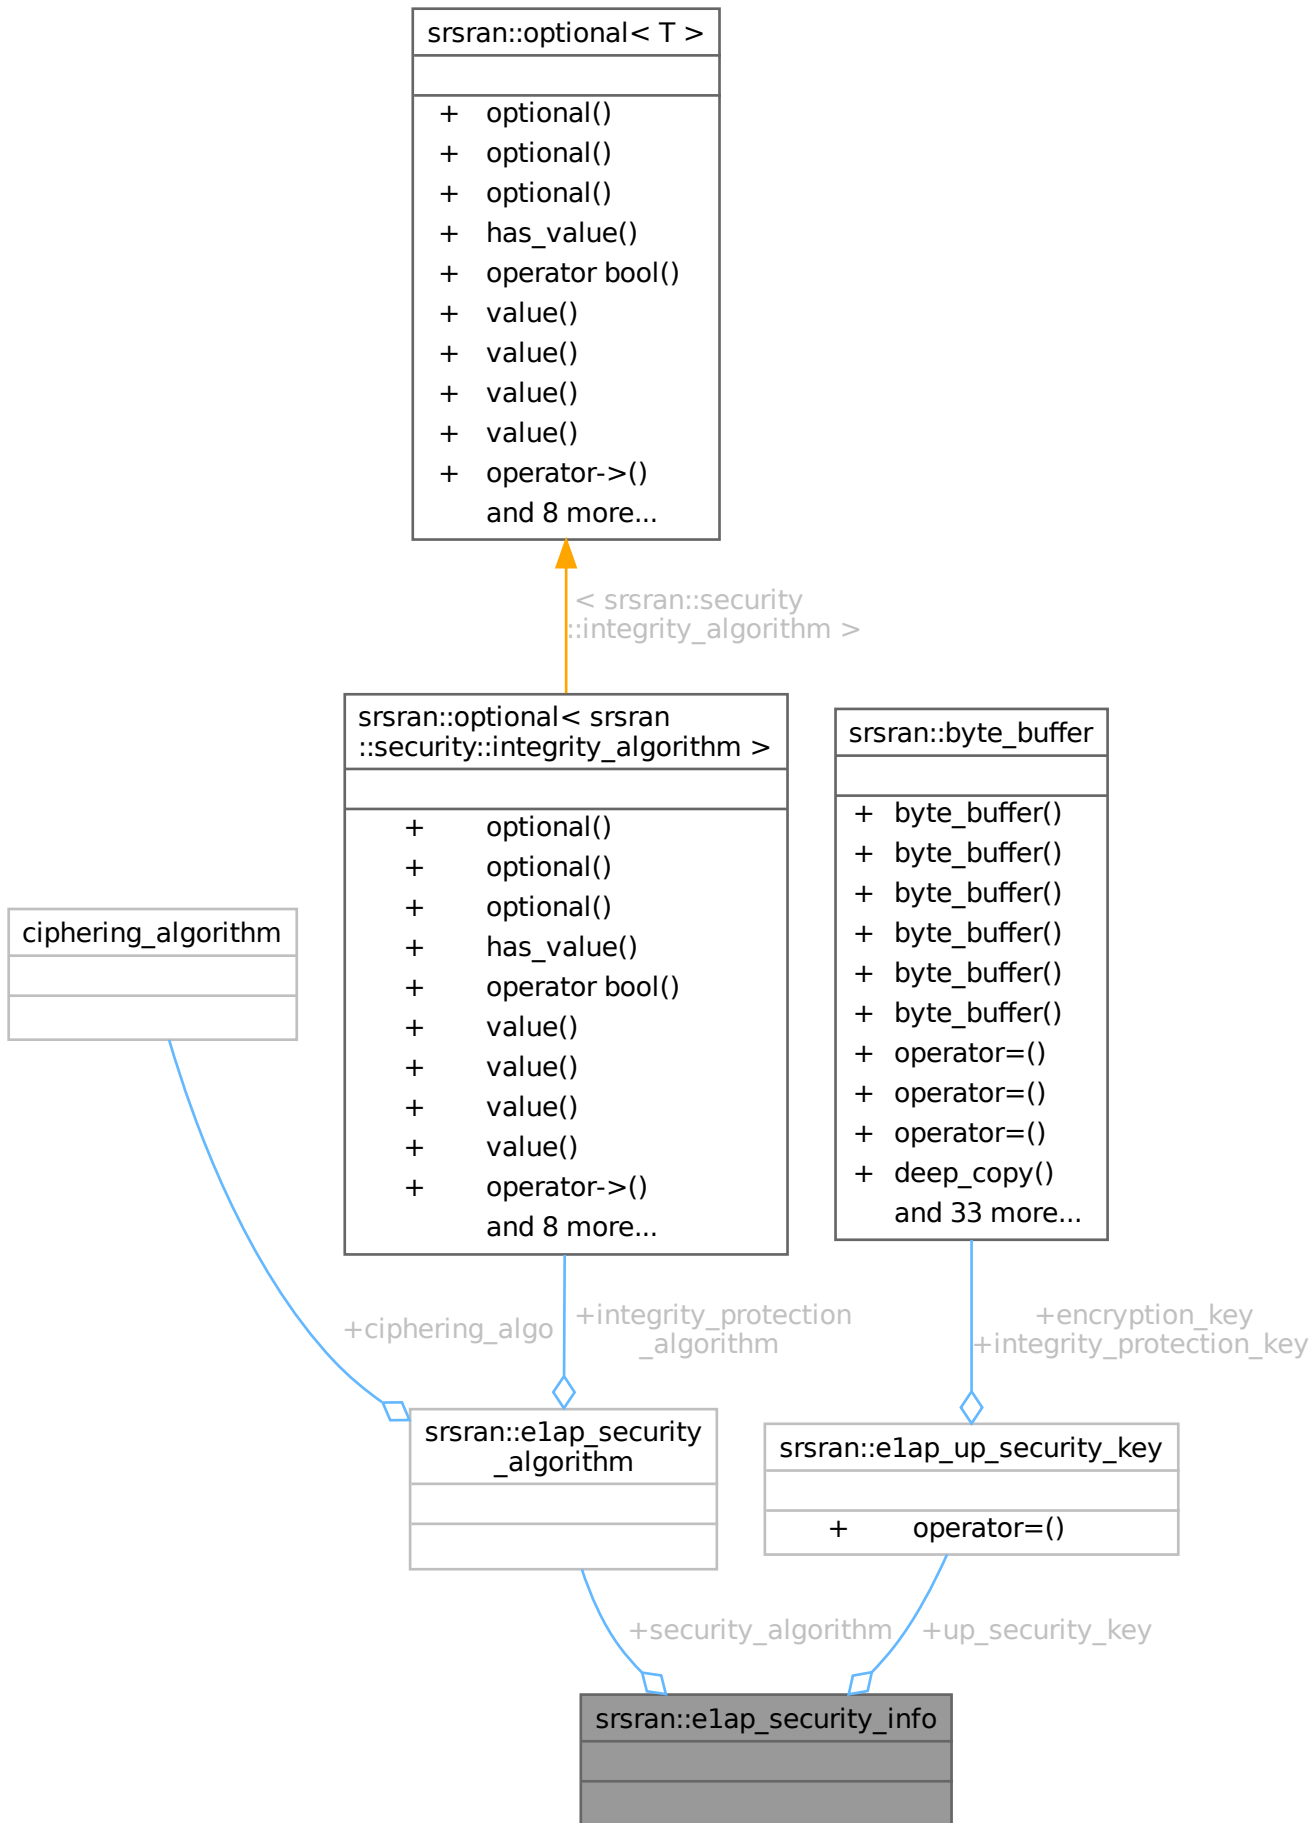 srsran::optional< T >
+ optional()
+ optional()
+ optional()
+ has_value()
+ operator bool()
+ value()
+ value()
+ value()
+ value()
+ operator->()
and 8 more...
< srsran::security
::integrity_algorithm >
srsran::optional< srsran
::security::integrity_algorithm >
+ optional()
+ optional()
+ optional()
+ has_value()
+ operator bool()
+ value()
+ value()
+ value()
+ value()
+ operator->()
and 8 more...
srsran::byte_buffer
+ byte_buffer()
+ byte_buffer()
+ byte_buffer()
+ byte_buffer()
+ byte_buffer()
+ byte_buffer()
+ operator=()
+ operator=()
+ operator=()
+ deep_copy()
and 33 more...
ciphering_algorithm
+ciphering_algo
+integrity_protection
_algorithm
+encryption_key
+integrity_protection_key
srsran::e1ap_security
_algorithm
srsran::e1ap_up_security_key
+ operator=()
+security_algorithm
+up_security_key
srsran::e1ap_security_info